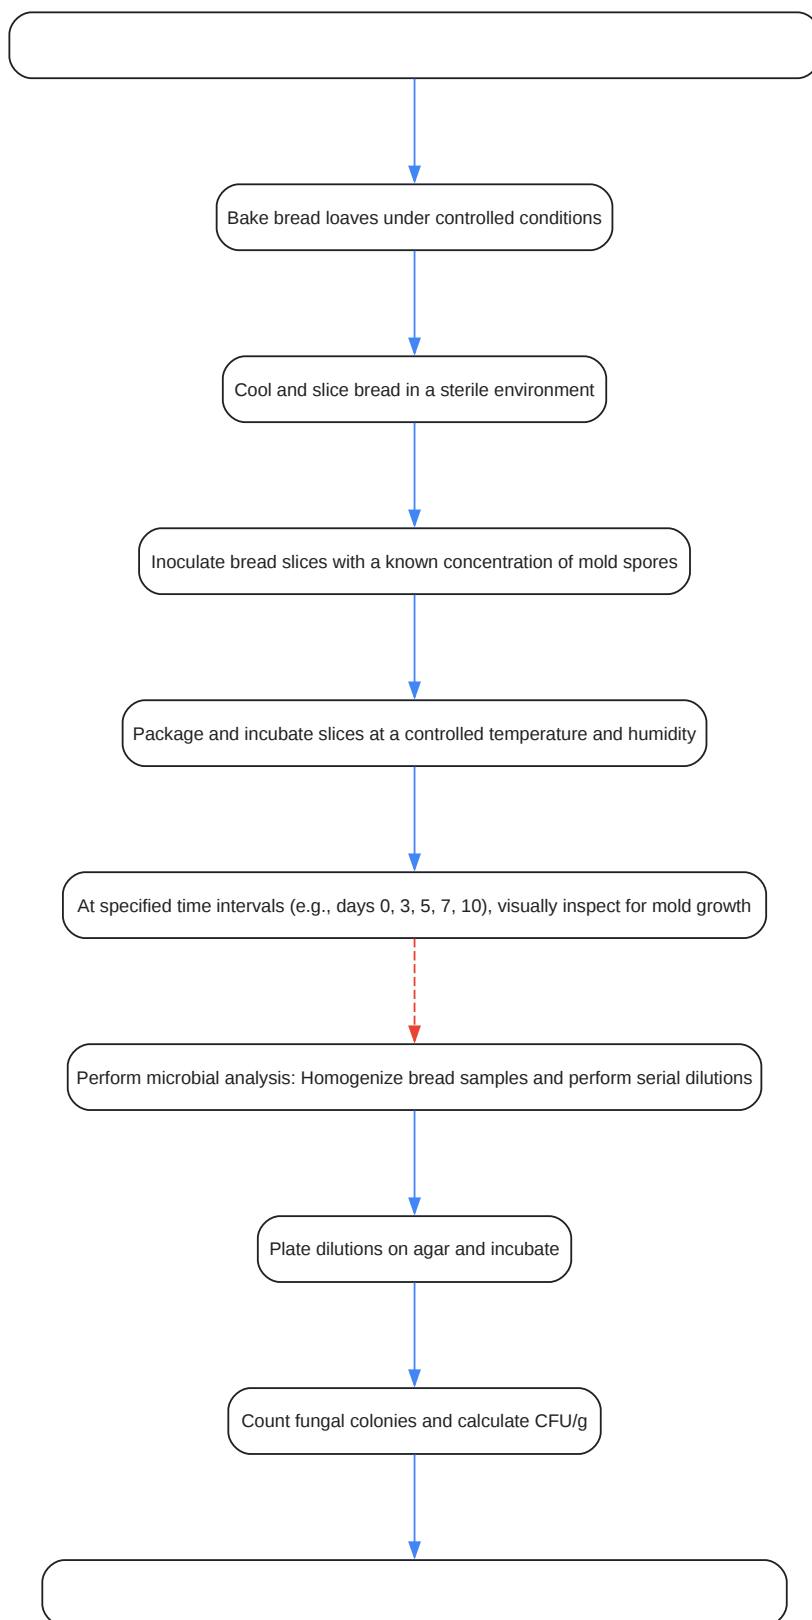 Bake bread loaves under controlled conditions
Cool and slice bread in a sterile environment
Inoculate bread slices with a known concentration of mold spores
Package and incubate slices at a controlled temperature and humidity
At specified time intervals (e.g., days 0, 3, 5, 7, 10), visually inspect for mold growth
Perform microbial analysis: Homogenize bread samples and perform serial dilutions
Plate dilutions on agar and incubate
Count fungal colonies and calculate CFU/g